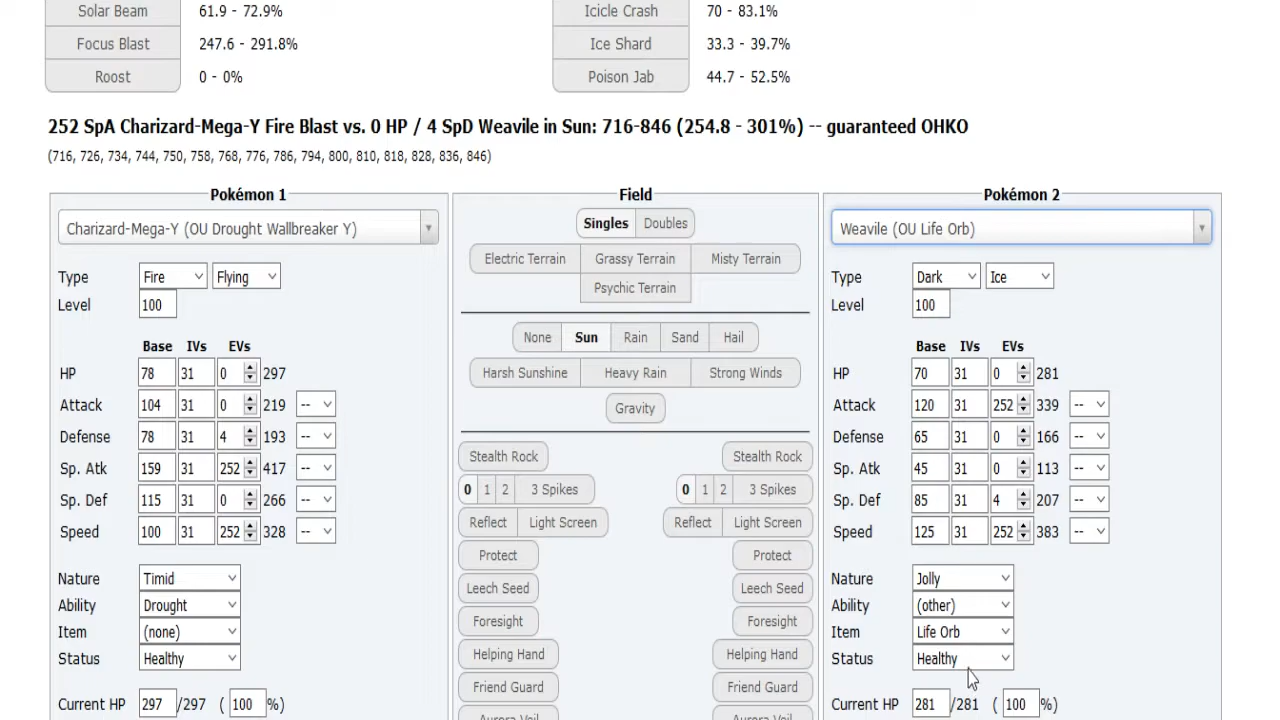 Solar Beam 61.9 - 72.9% Icicle Crash 70 - 83.1%
Focus Blast 247.6 - 291.8% Ice Shard 33.3 - 39.7%
Roost 0 - 0% Poison Jab 44.7 - 52.5%
252 SpA Charizard-Mega-Y Fire Blast vs. 0 HP / 4 SpD Weavile in Sun: 716-846 (254.8 - 301%) -- guaranteed OHKO
(716, 726, 734, 744, 750, 758, 768, 776, 786, 794, 800, 810, 818, 828, 836, 846)
Pokémon 1
Charizard-Mega-Y (OU Drought Wallbreaker Y)
Type Fire Flying
Level 100
Base IVs EVs
HP 78 31 0 297
Attack 104 31 0 219 --
Defense 78 31 4 193 --
Sp. Atk 159 31 252 417 --
Sp. Def 115 31 0 266 --
Speed 100 31 252 328 --
Nature Timid
Ability Drought
Item (none)
Status Healthy
Current HP 297 /297 ( 100 %)
Field
Singles Doubles
Electric Terrain Grassy Terrain Misty Terrain
Psychic Terrain
None Sun Rain Sand Hail
Harsh Sunshine Heavy Rain Strong Winds
Gravity
Stealth Rock Stealth Rock
0 1 2 3 Spikes 0 1 2 3 Spikes
Reflect Light Screen Reflect Light Screen
Protect Protect
Leech Seed Leech Seed
Foresight Foresight
Helping Hand Helping Hand
Friend Guard Friend Guard
Aurora Veil Aurora Veil
Pokémon 2
Weavile (OU Life Orb)
Type Dark Ice
Level 100
Base IVs EVs
HP 70 31 0 281
Attack 120 31 252 339 --
Defense 65 31 0 166 --
Sp. Atk 45 31 0 113 --
Sp. Def 85 31 4 207 --
Speed 125 31 252 383 --
Nature Jolly
Ability (other)
Item Life Orb
Status Healthy
Current HP 281 /281 ( 100 %)